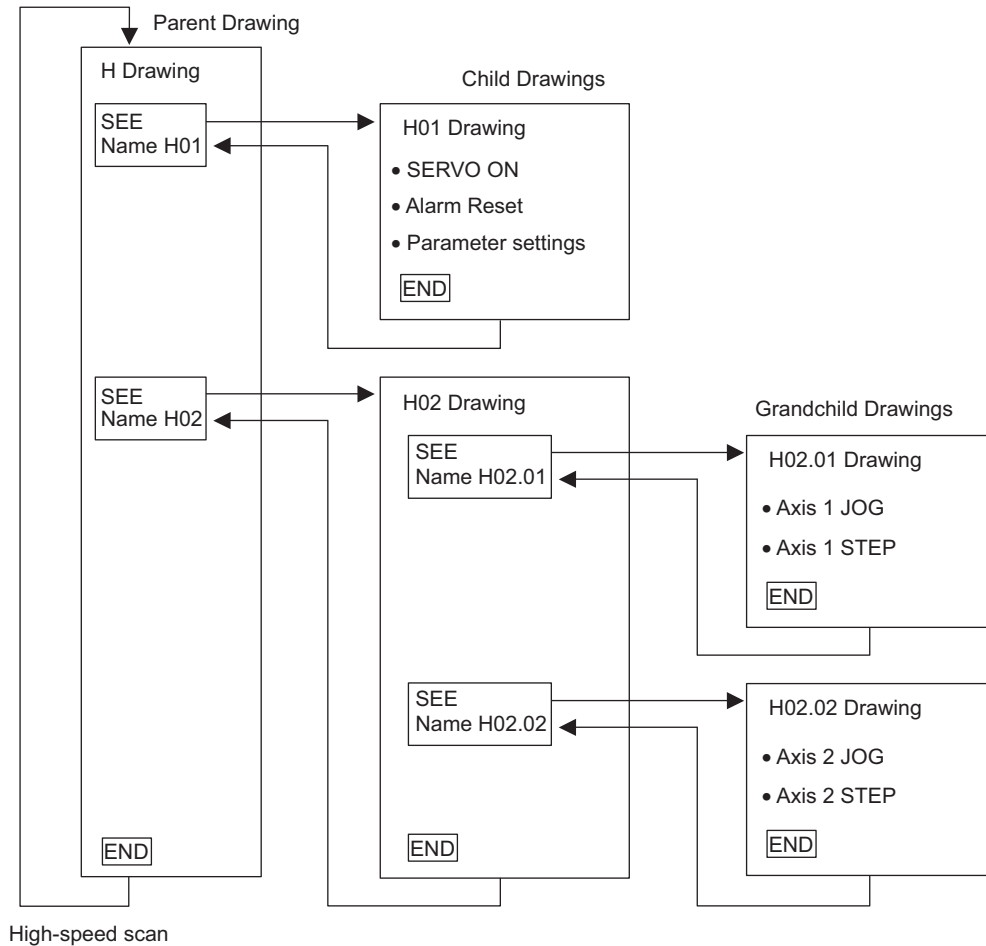 Parent Drawing
H Drawing
SEE
Name H01
SEE
Name H02
END
High-speed scan
Child Drawings
H01 Drawing
• SERVO ON
• Alarm Reset
• Parameter settings
END
H02 Drawing
SEE
Name H02.01
SEE
Name H02.02
END
Grandchild Drawings
H02.01 Drawing
• Axis 1 JOG
• Axis 1 STEP
END
H02.02 Drawing
• Axis 2 JOG
• Axis 2 STEP
END